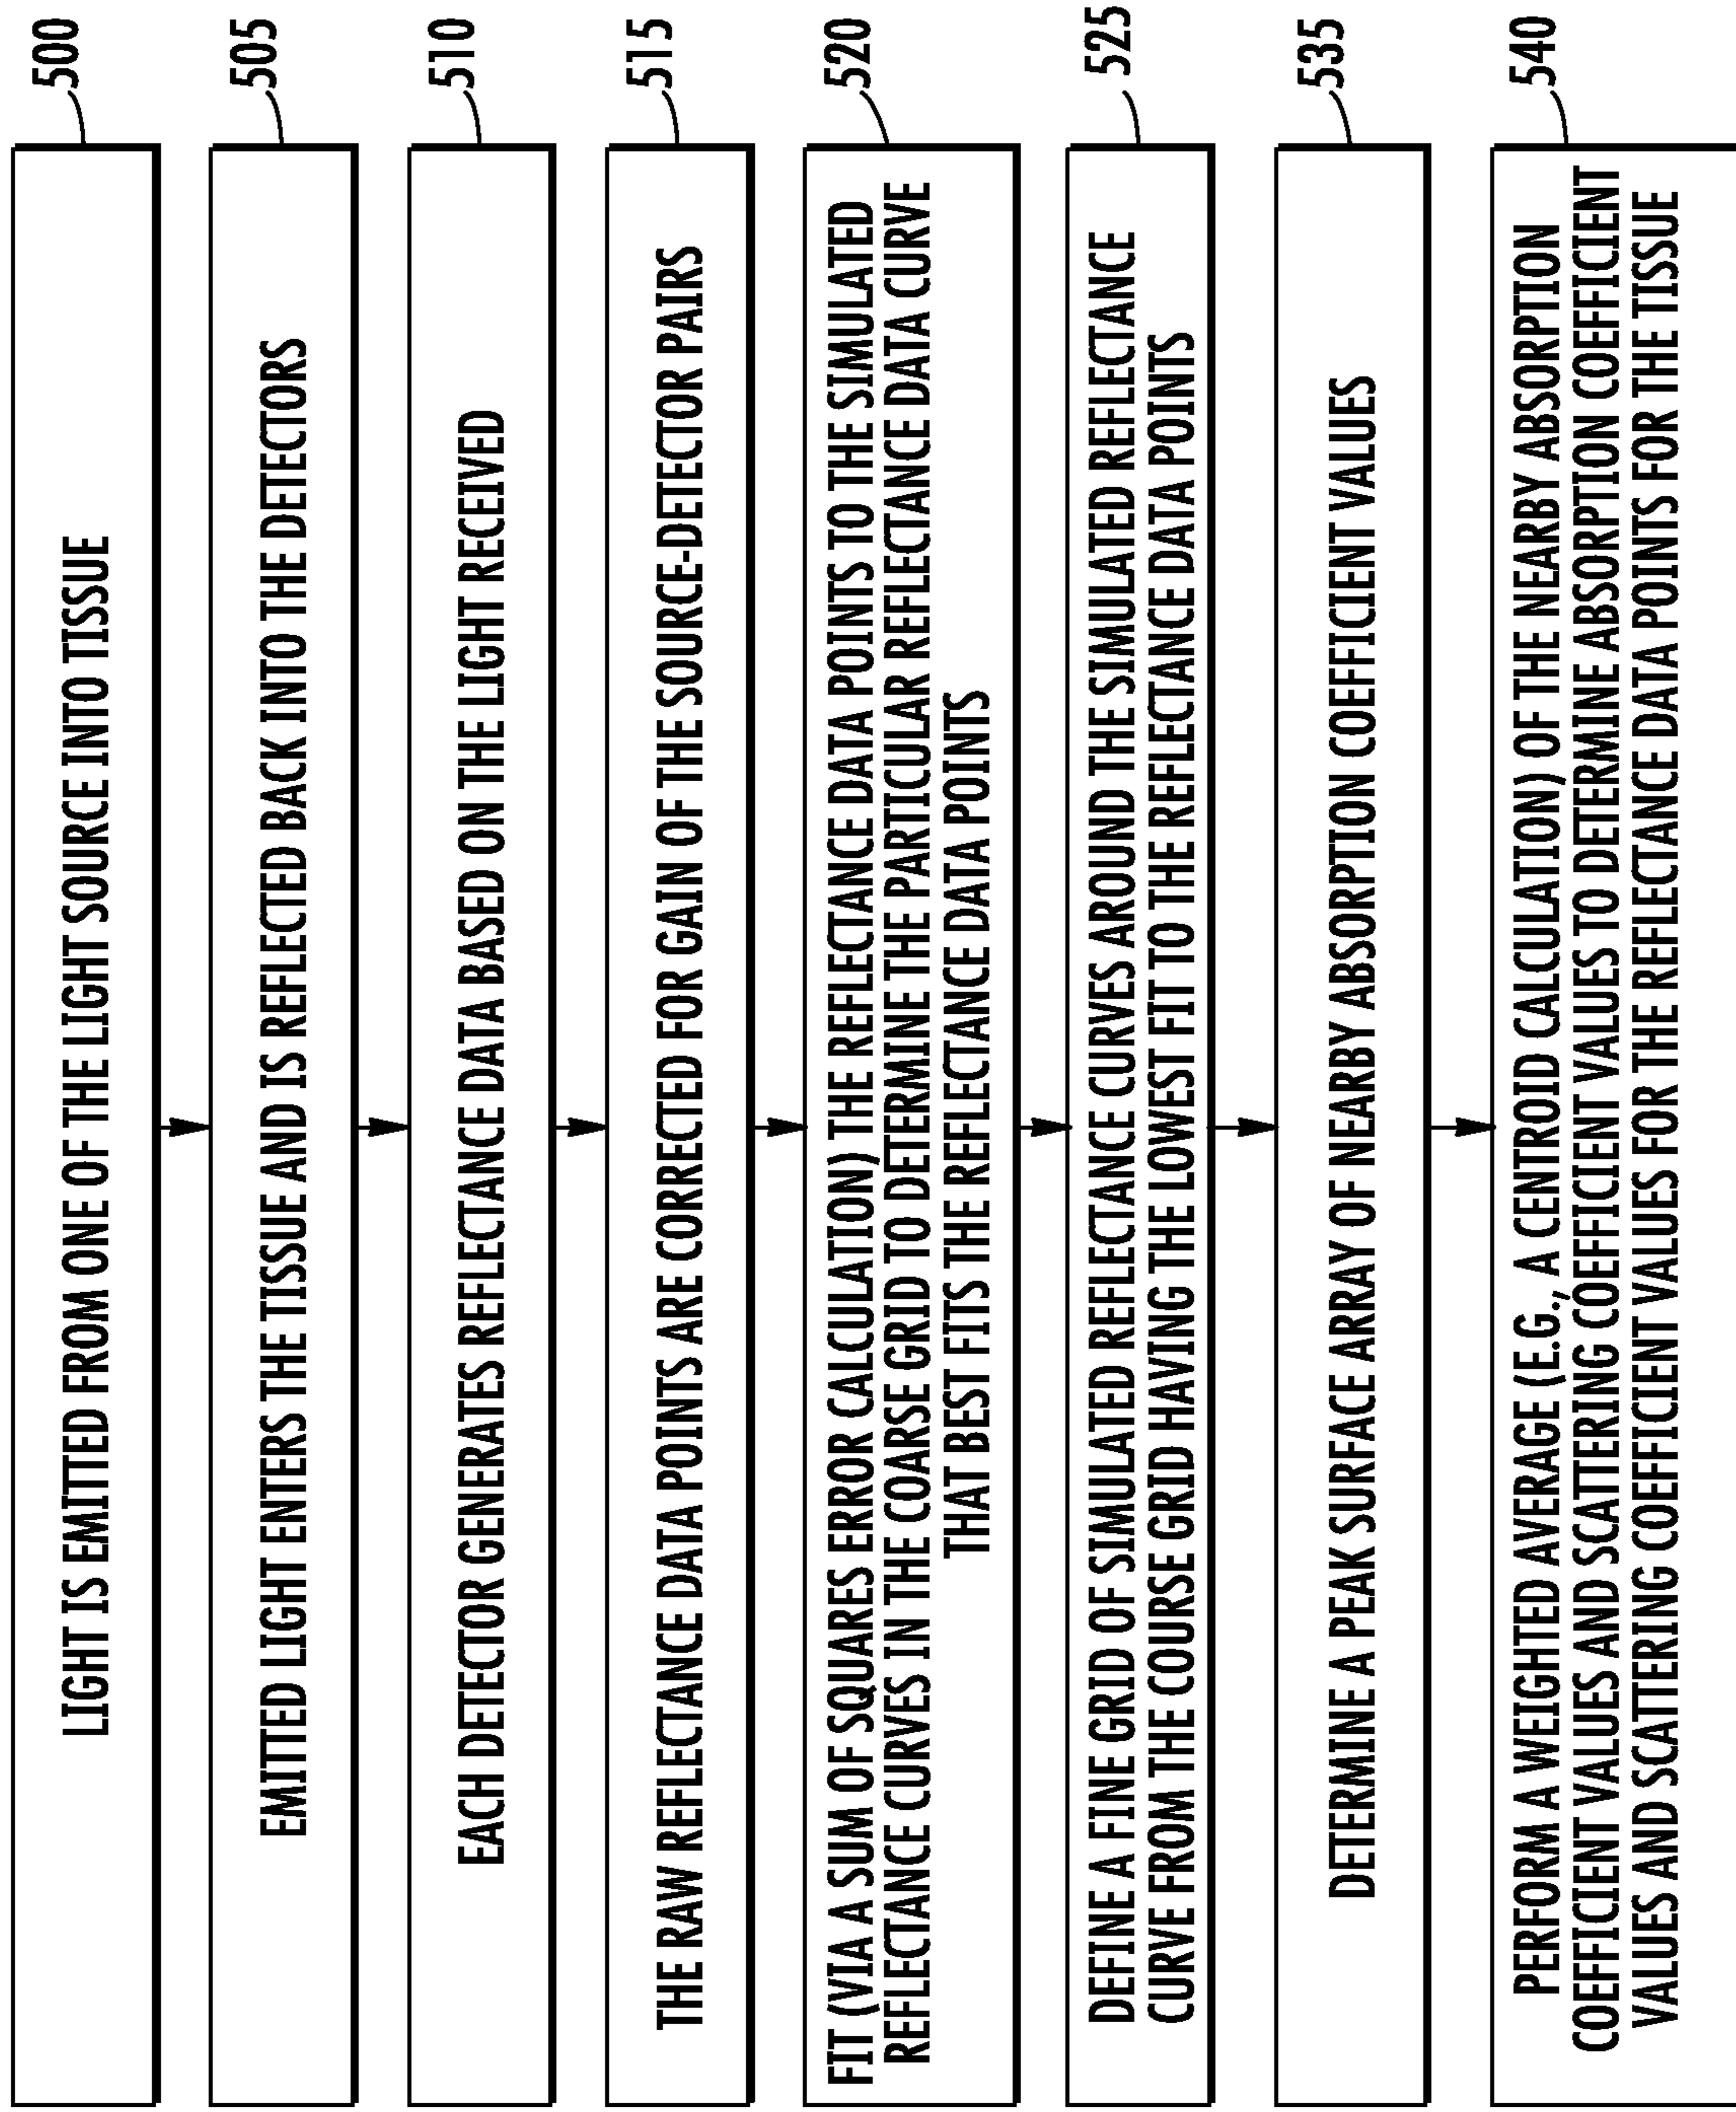 500
LIGHT IS EMITTED FROM ONE OF THE LIGHT SOURCE INTO TISSUE
505
EMITTED LIGHT ENTERS THE TISSUE AND IS REFLECTED BACK INTO THE DETECTORS
510
EACH DETECTOR GENERATES REFLECTANCE DATA BASED ON THE LIGHT RECEIVED
515
THE RAW REFLECTANCE DATA POINTS ARE CORRECTED FOR GAIN OF THE SOURCE-DETECTOR PAIRS
520
FIT (VIA A SUM OF SQUARES ERROR CALCULATION) THE REFLECTANCE DATA POINTS TO THE SIMULATED
REFLECTANCE CURVES IN THE COARSE GRID TO DETERMINE THE PARTICULAR REFLECTANCE DATA CURVE
THAT BEST FITS THE REFLECTANCE DATA POINTS
525
DEFINE A FINE GRID OF SIMULATED REFLECTANCE CURVES AROUND THE SIMULATED REFLECTANCE
CURVE FROM THE COURSE GRID HAVING THE LOWEST FIT TO THE REFLECTANCE DATA POINTS
535
DETERMINE A PEAK SURFACE ARRAY OF NEARBY ABSORPTION COEFFICIENT VALUES
540
PERFORM A WEIGHTED AVERAGE (E.G., A CENTROID CALCULATION) OF THE NEARBY ABSORPTION
COEFFICIENT VALUES AND SCATTERING COEFFICIENT VALUES TO DETERMINE ABSORPTION COEFFICIENT
VALUES AND SCATTERING COEFFICIENT VALUES FOR THE REFLECTANCE DATA POINTS FOR THE TISSUE